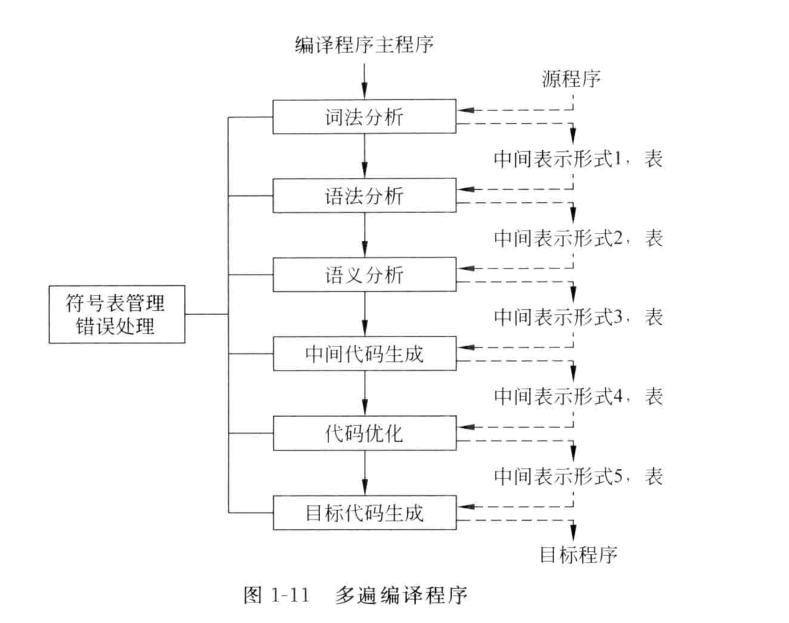 编译程序主程序
源程序
词法分析
中间表示形式1，表
语法分析
中间表示形式2，表
语义分析
符号表管理
错误处理
中间表示形式3，表
中间代码生成
中间表示形式4，表
代码优化
中间表示形式5，表
目标代码生成
目标程序
图 1-11 多遍编译程序